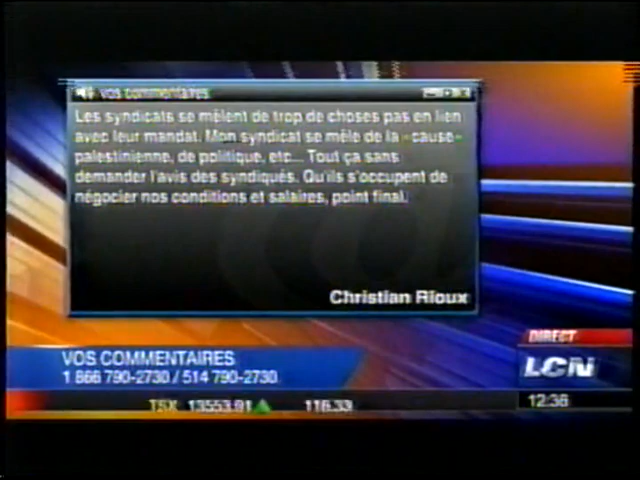 vos commentaires
Les syndicats se mêlent de trop de choses pas en lien
avec leur mandat. Mon syndicat se mêle de la «cause»
palestinienne, de politique, etc... Tout ça sans
demander l'avis des syndiqués. Qu'ils s'occupent de
négocier nos conditions et salaires, point final.
Christian Rioux
DIRECT
VOS COMMENTAIRES
1 866 790-2730 / 514 790-2730
LCN
TSX 13553.91 116.33
12:36